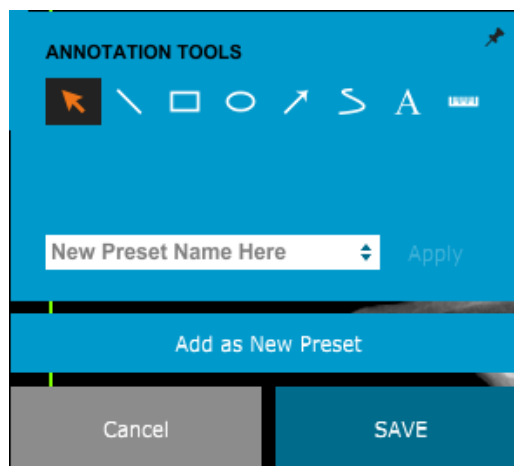 ANNOTATION TOOLS
A
New Preset Name Here
Apply
Add as New Preset
Cancel
SAVE